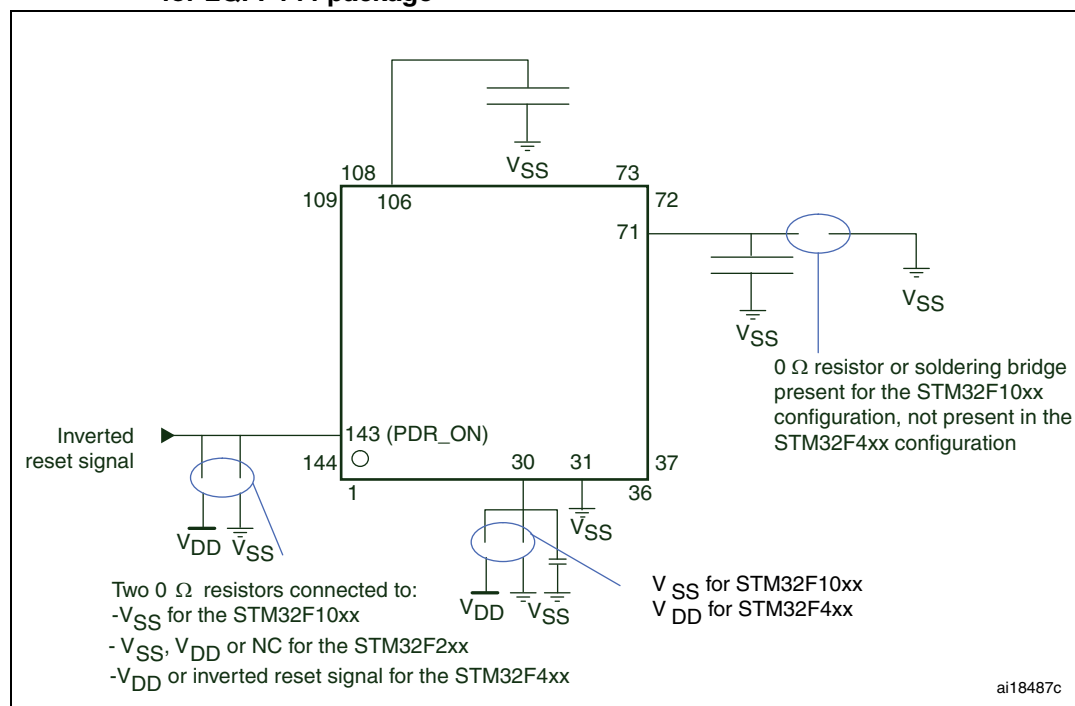 VSS
108
73
109
106
72
71
VSS
VSS
0 Ω resistor or soldering bridge
present for the STM32F10xx
configuration, not present in the
STM32F4xx configuration
Inverted
reset signal
143 (PDR_ON)
144
30
31
37
1
36
VDD VSS
VSS
VDD VSS
Two 0 Ω resistors connected to:
-VSS for the STM32F10xx
- VSS, VDD or NC for the STM32F2xx
-VDD or inverted reset signal for the STM32F4xx
VSS for STM32F10xx
VDD for STM32F4xx
ai18487c